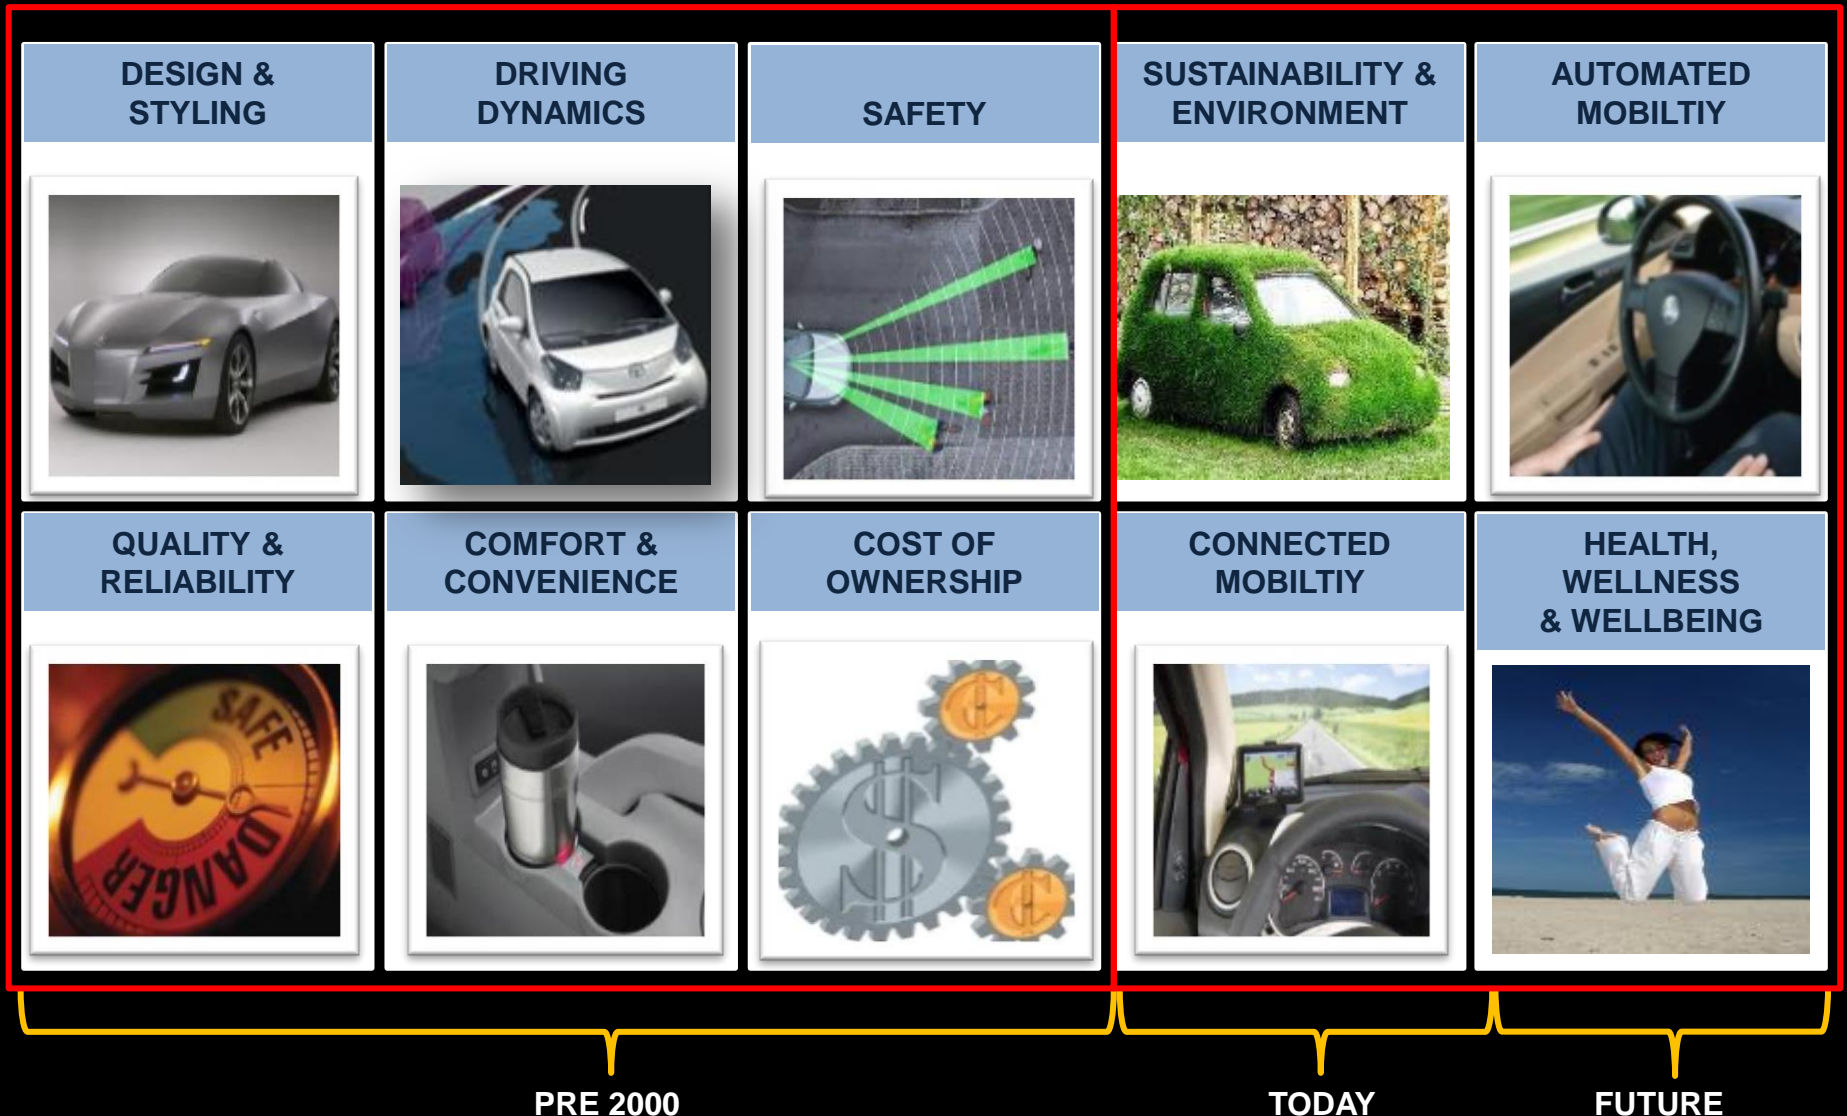 DESIGN &
STYLING
DRIVING
DYNAMICS
SAFETY
SUSTAINABILITY &
ENVIRONMENT
AUTOMATED
MOBILTIY
QUALITY &
RELIABILITY
COMFORT &
CONVENIENCE
COST OF
OWNERSHIP
CONNECTED
MOBILTIY
HEALTH,
WELLNESS
& WELLBEING
SAFE
DANGER
$
PRE 2000
TODAY
FUTURE